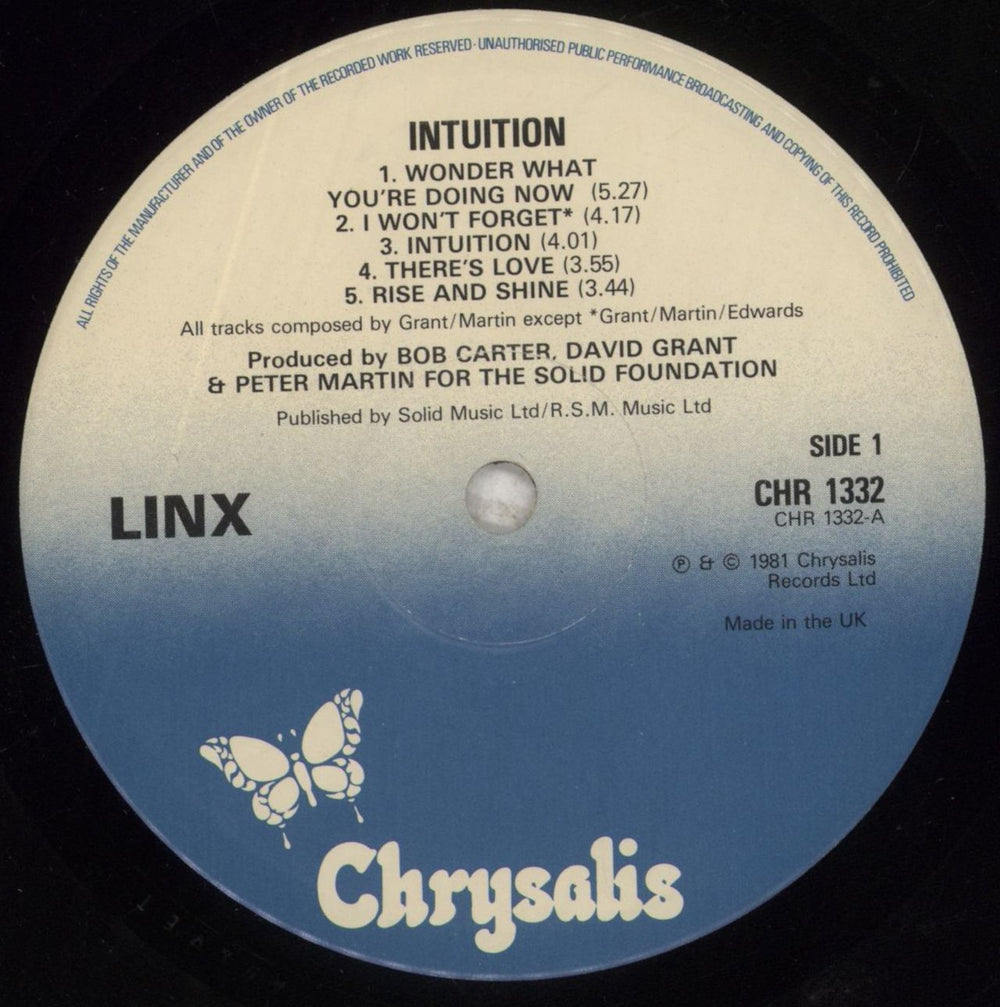 ALL RIGHTS OF THE MANUFACTURER AND OF THE OWNER OF THE RECORDED WORK RESERVED · UNAUTHORISED PUBLIC PERFORMANCE BROADCASTING AND COPYING OF THIS RECORD PROHIBITED
INTUITION
1. WONDER WHAT
YOU'RE DOING NOW (5.27)
2. I WON'T FORGET* (4.17)
3. INTUITION (4.01)
4. THERE'S LOVE (3.55)
5. RISE AND SHINE (3.44)
All tracks composed by Grant/Martin except *Grant/Martin/Edwards
Produced by BOB CARTER, DAVID GRANT
& PETER MARTIN FOR THE SOLID FOUNDATION
Published by Solid Music Ltd/R.S.M. Music Ltd
SIDE 1
LINX
CHR 1332
CHR 1332-A
℗ & © 1981 Chrysalis
Records Ltd
Made in the UK
Chrysalis